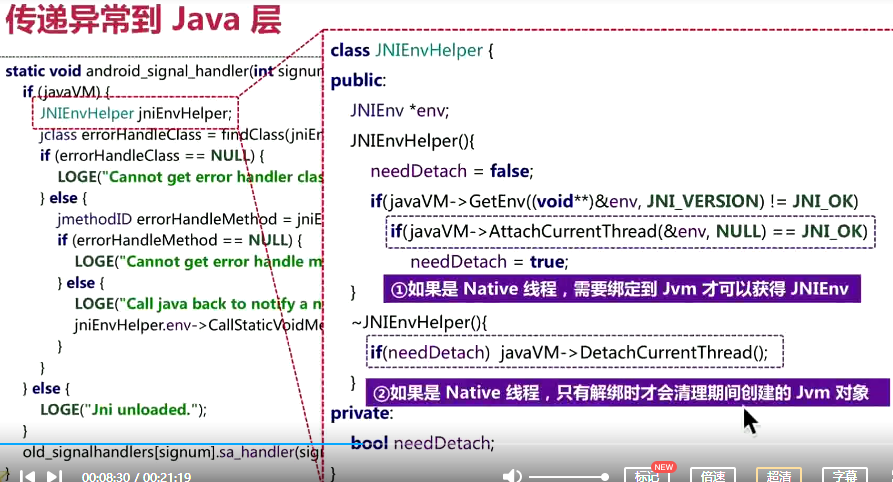 传递异常到 Java 层
static void android_signal_handler(int signum
if (javaVM) {
JNIEnvHelper jniEnvHelper;
jclass errorHandleClass = findClass(jniEn
if (errorHandleClass == NULL) {
LOGE("Cannot get error handler clas
} else {
jmethodID errorHandleMethod = jniE
if (errorHandleMethod == NULL) {
LOGE("Cannot get error handle m
} else {
LOGE("Call java back to notify a n
jniEnvHelper.env->CallStaticVoidMe
}
}
} else {
LOGE("Jni unloaded.");
}
old_signalhandlers[signum].sa_handler(sig
}
class JNIEnvHelper {
public:
JNIEnv *env;
JNIEnvHelper(){
needDetach = false;
if(javaVM->GetEnv((void**)&env, JNI_VERSION) != JNI_OK)
if(javaVM->AttachCurrentThread(&env, NULL) == JNI_OK)
needDetach = true;
①如果是 Native 线程，需要绑定到 Jvm 才可以获得 JNIEnv
}
~JNIEnvHelper(){
if(needDetach) javaVM->DetachCurrentThread();
}
②如果是 Native 线程，只有解绑时才会清理期间创建的 Jvm 对象
private:
bool needDetach;
}
00:08:30 / 00:21:19
标记
NEW
倍速
超清
字幕